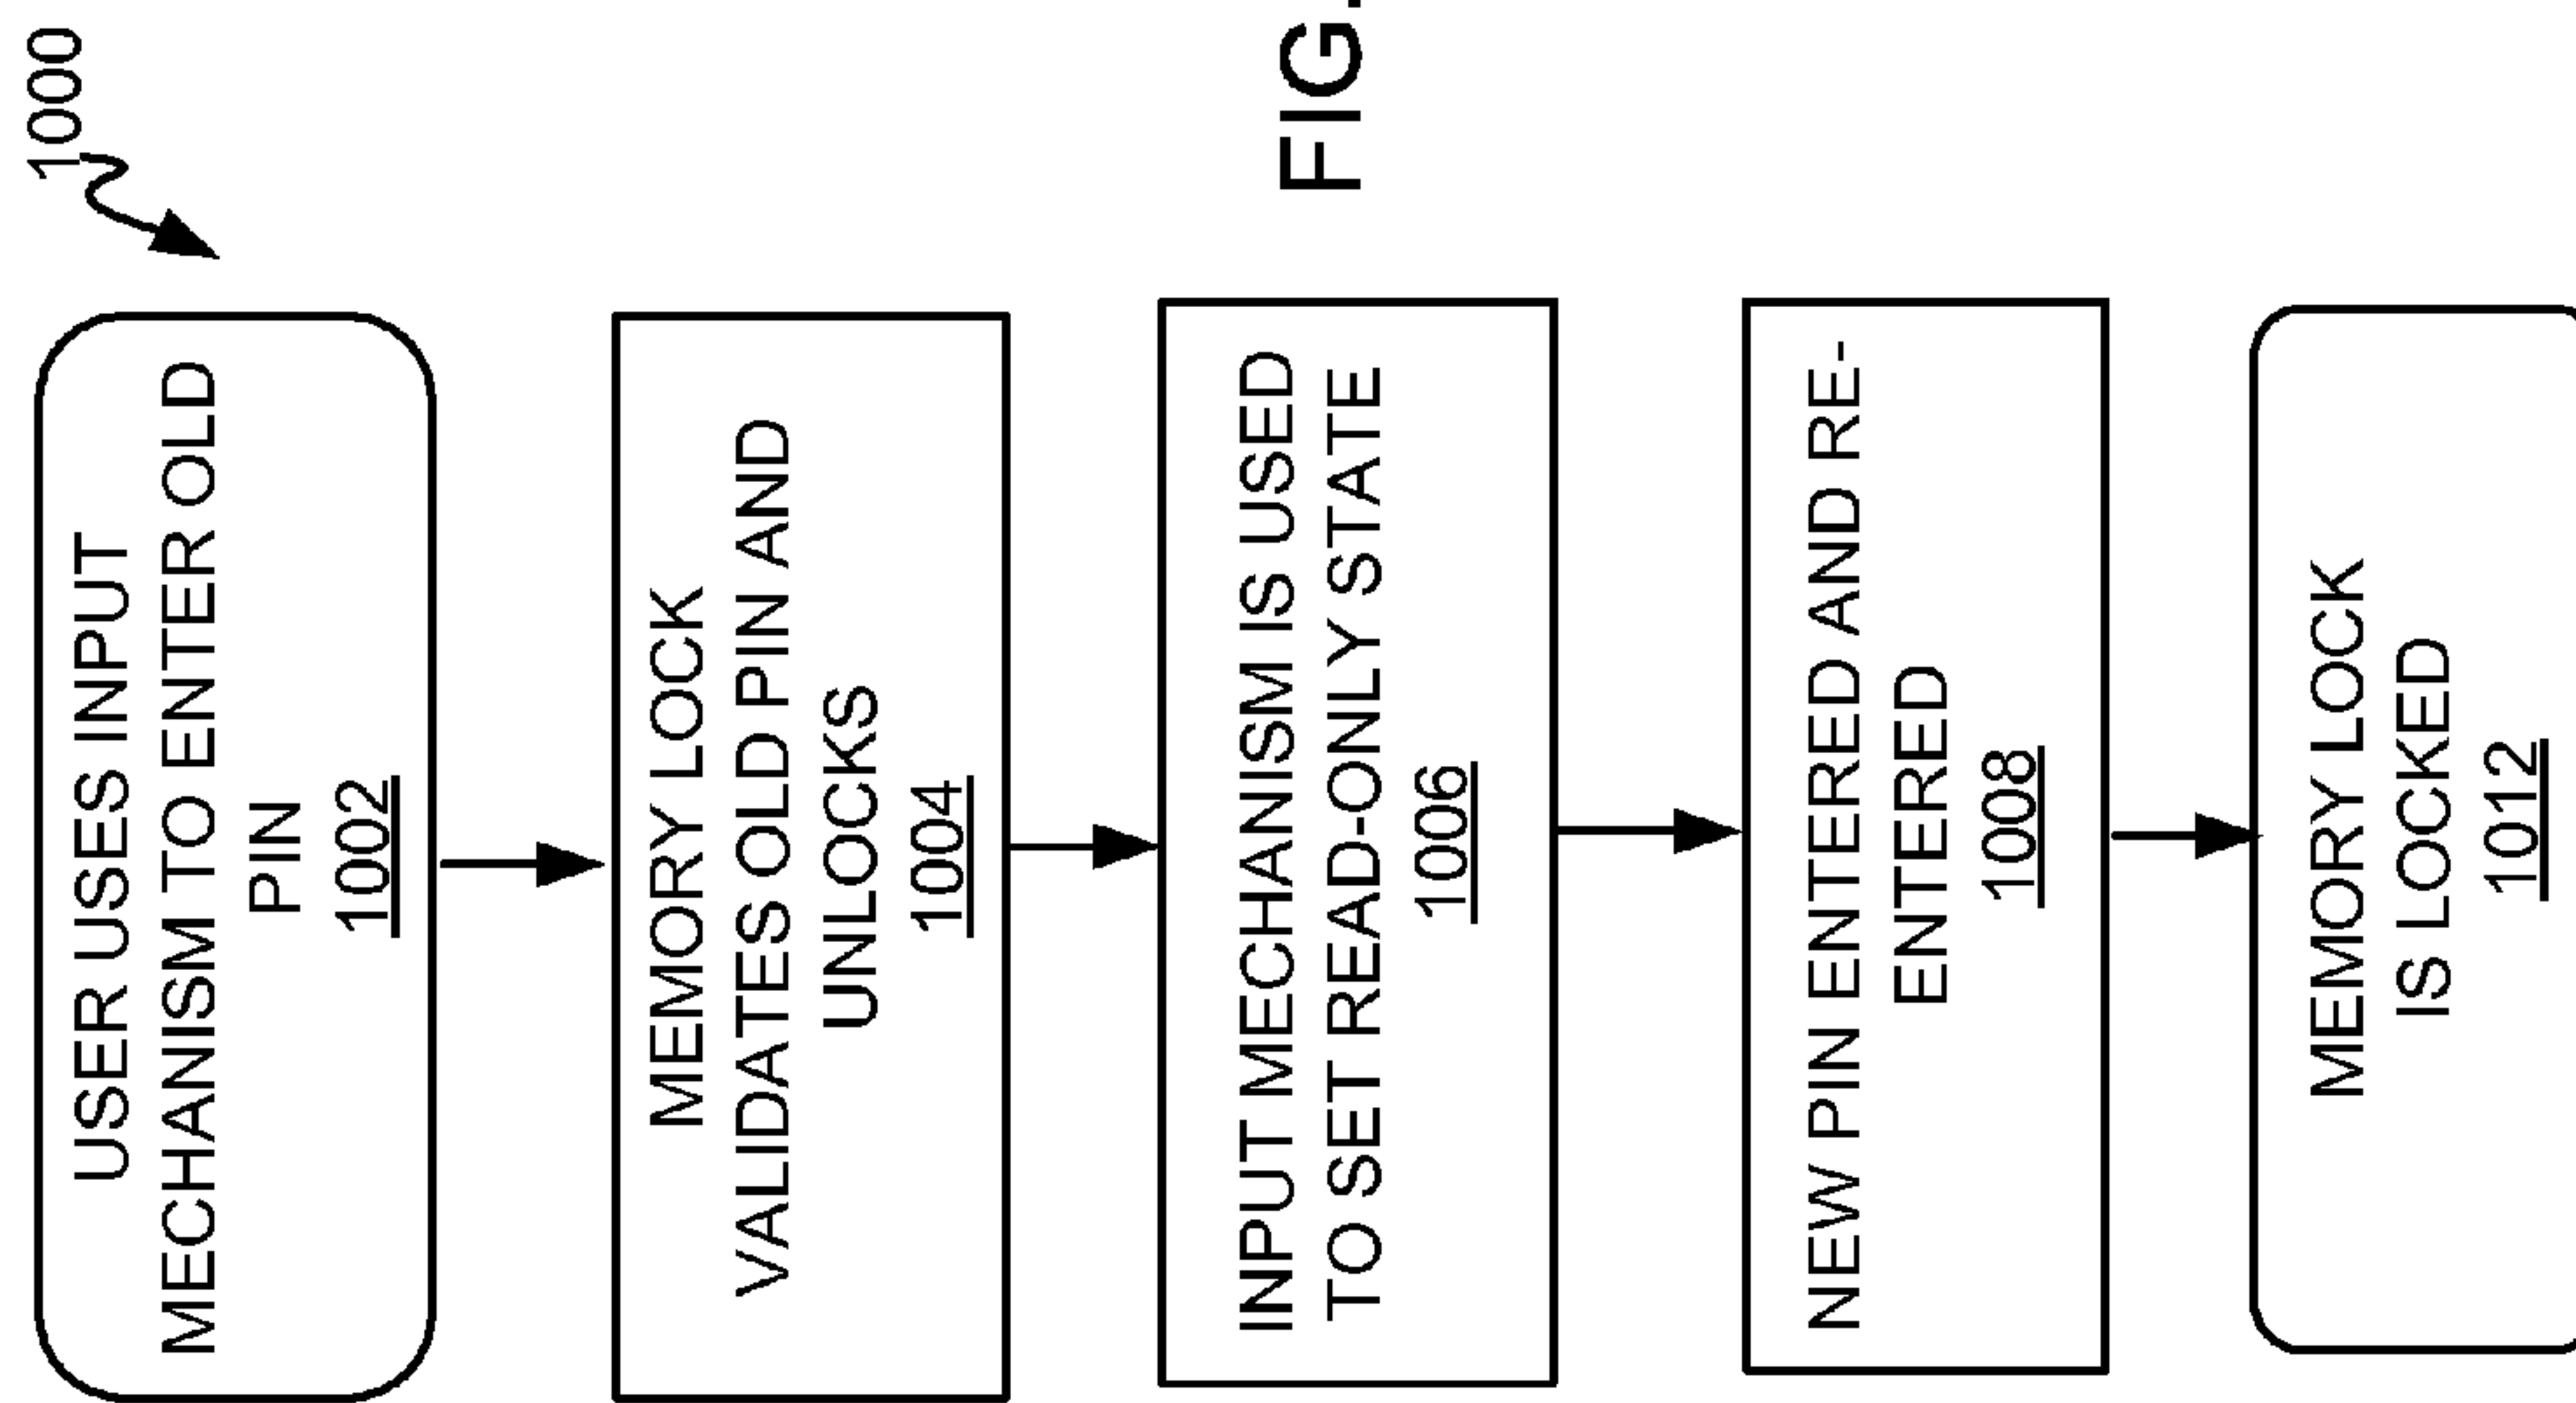 1000
USER USES INPUT
MECHANISM TO ENTER OLD
PIN
1002
MEMORY LOCK
VALIDATES OLD PIN AND
UNLOCKS
1004
INPUT MECHANISM IS USED
TO SET READ-ONLY STATE
1006
NEW PIN ENTERED AND RE-
ENTERED
1008
MEMORY LOCK
IS LOCKED
1012
FIG.